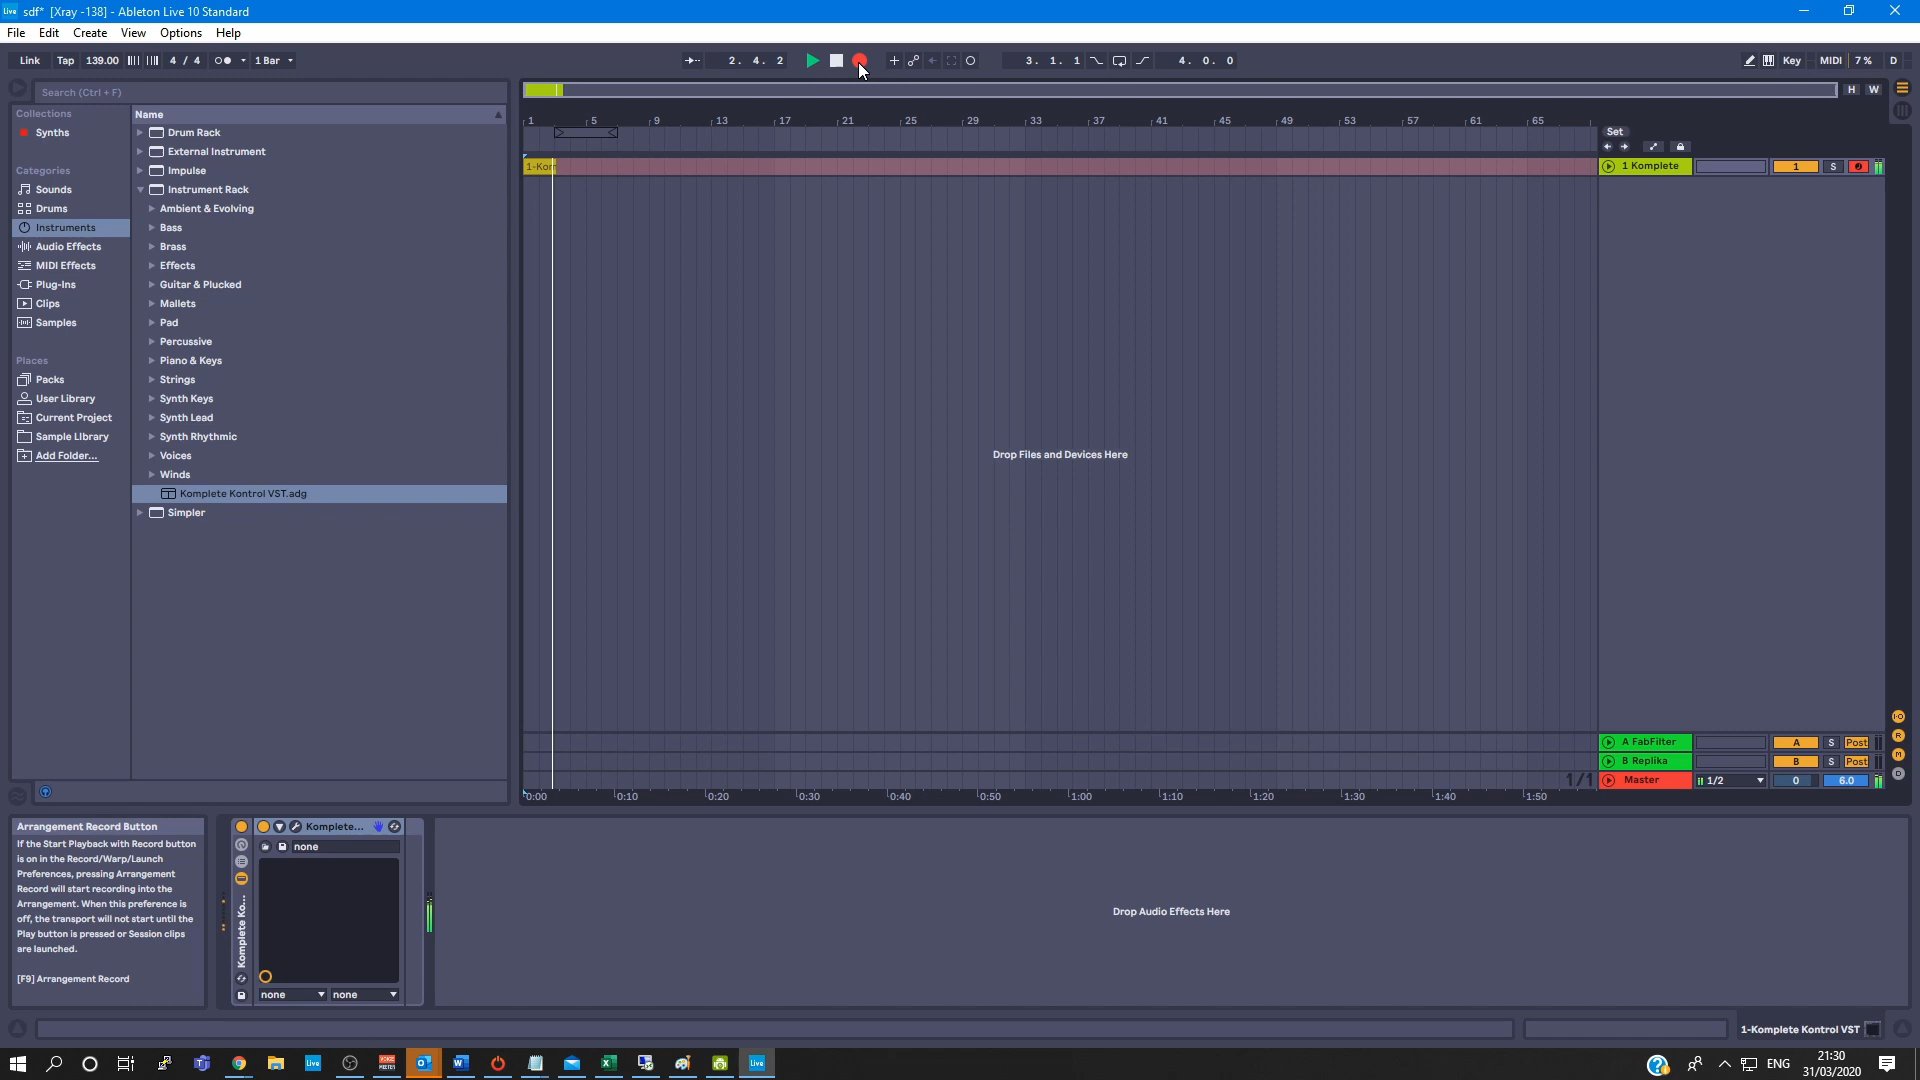 Live sdf* [Xray -138] - Ableton Live 10 Standard
File Edit Create View Options Help
Link Tap 139.00 4 / 4 1 Bar 2. 4. 2 3. 1. 1 4. 0. 0 Key MIDI 7 % D
Search (Ctrl + F)
H W
Collections
Synths
Categories
Sounds
Drums
Instruments
Audio Effects
MIDI Effects
Plug-Ins
Clips
Samples
Places
Packs
User Library
Current Project
Sample Library
Add Folder...
Name
Drum Rack
External Instrument
Impulse
Instrument Rack
Ambient & Evolving
Bass
Brass
Effects
Guitar & Plucked
Mallets
Pad
Percussive
Piano & Keys
Strings
Synth Keys
Synth Lead
Synth Rhythmic
Voices
Winds
Komplete Kontrol VST.adg
Simpler
1 5 9 13 17 21 25 29 33 37 41 45 49 53 57 61 65
Set
1-Kom
1 Komplete 1 S
Drop Files and Devices Here
A FabFilter A S Post
B Replika B S Post
1/1 Master 1/2 0 6.0
0:00 0:10 0:20 0:30 0:40 0:50 1:00 1:10 1:20 1:30 1:40 1:50
Arrangement Record Button
If the Start Playback with Record button
is on in the Record/Warp/Launch
Preferences, pressing Arrangement
Record will start recording into the
Arrangement. When this preference is
off, the transport will not start until the
Play button is pressed or Session clips
are launched.
[F9] Arrangement Record
Komplete Ko...
Komplete...
none
none none
Drop Audio Effects Here
1-Komplete Kontrol VST
ENG
21:30
31/03/2020